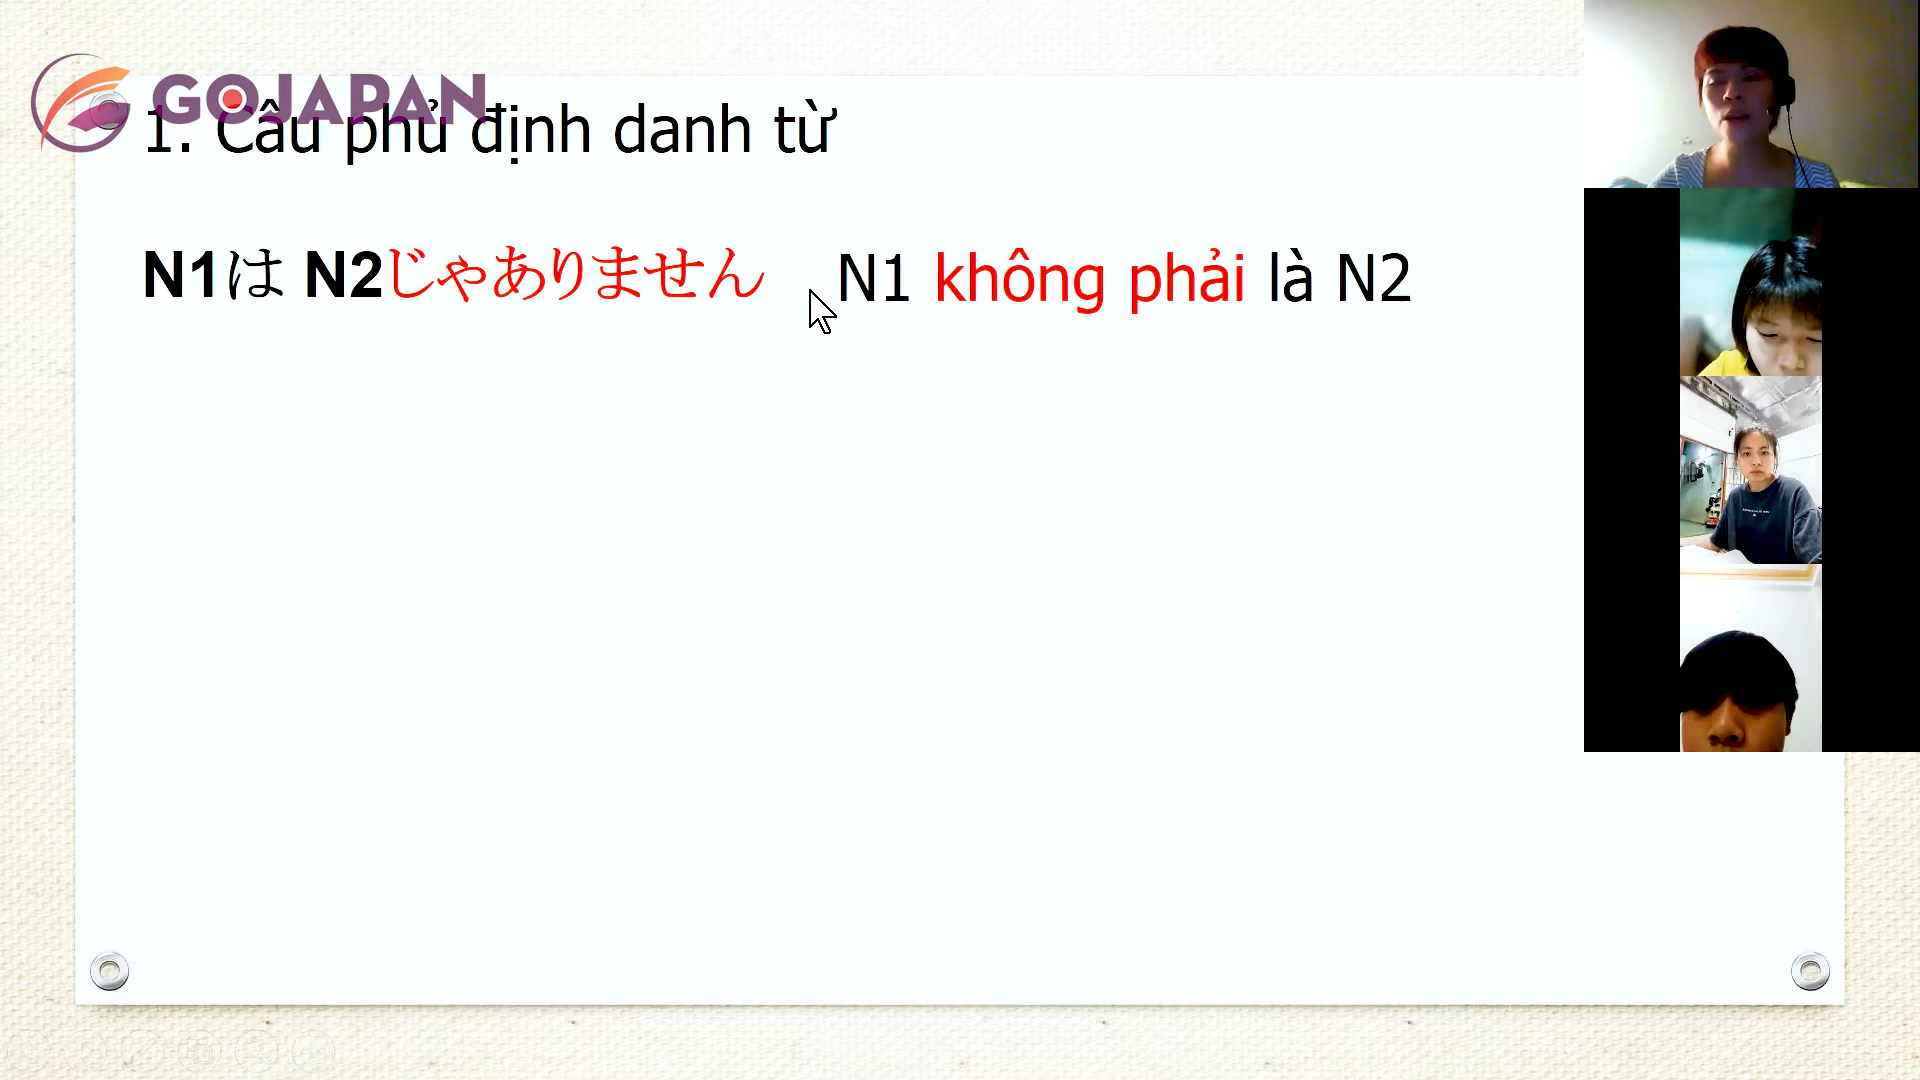 GOJAPAN
1. Câu phủ định danh từ
N1は N2じゃありません N1 không phải là N2